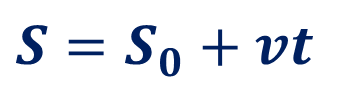 S = S₀ + vt